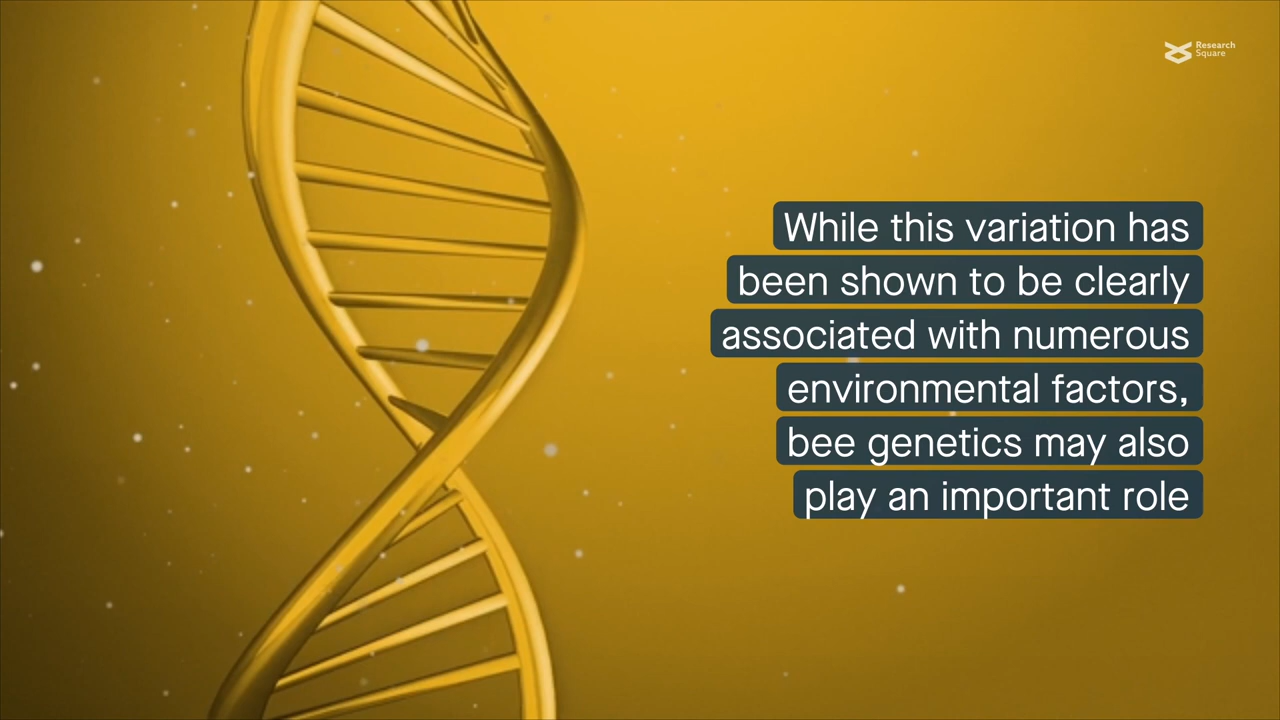 Research
Square
While this variation has
been shown to be clearly
associated with numerous
environmental factors,
bee genetics may also
play an important role